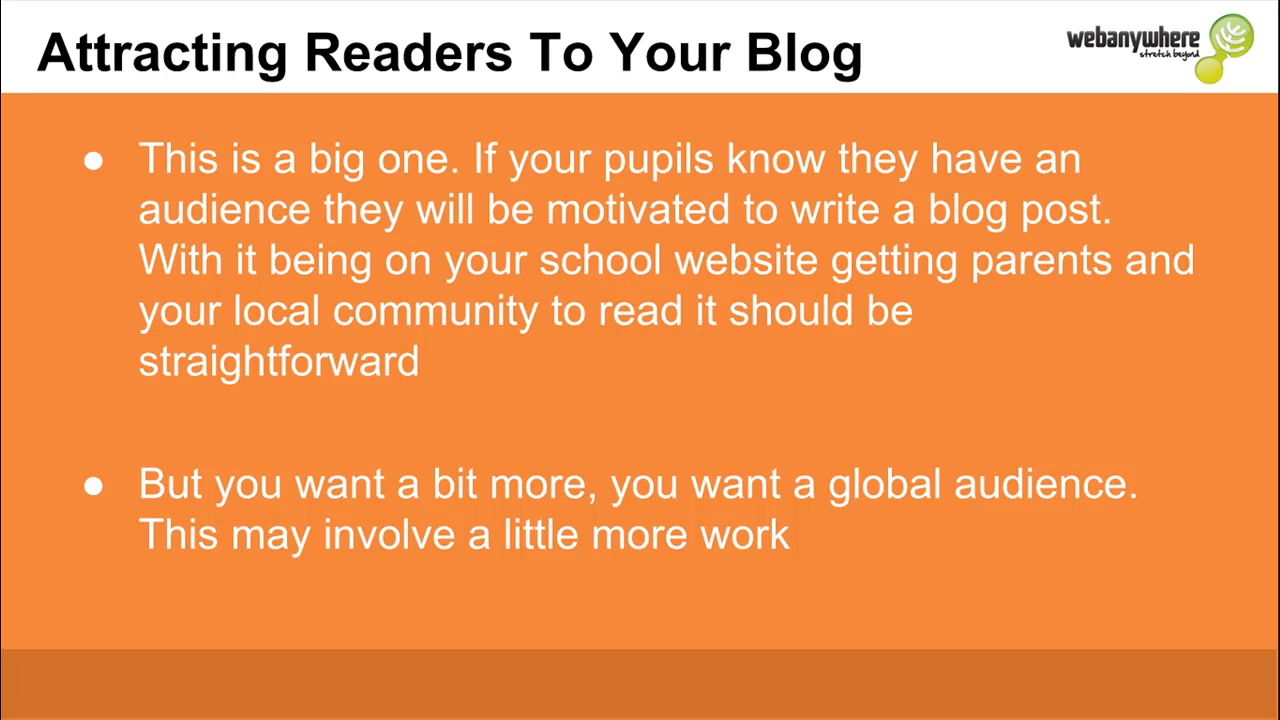 Attracting Readers To Your Blog
webanywhere
stretch beyond
● This is a big one. If your pupils know they have an
audience they will be motivated to write a blog post.
With it being on your school website getting parents and
your local community to read it should be
straightforward
● But you want a bit more, you want a global audience.
This may involve a little more work